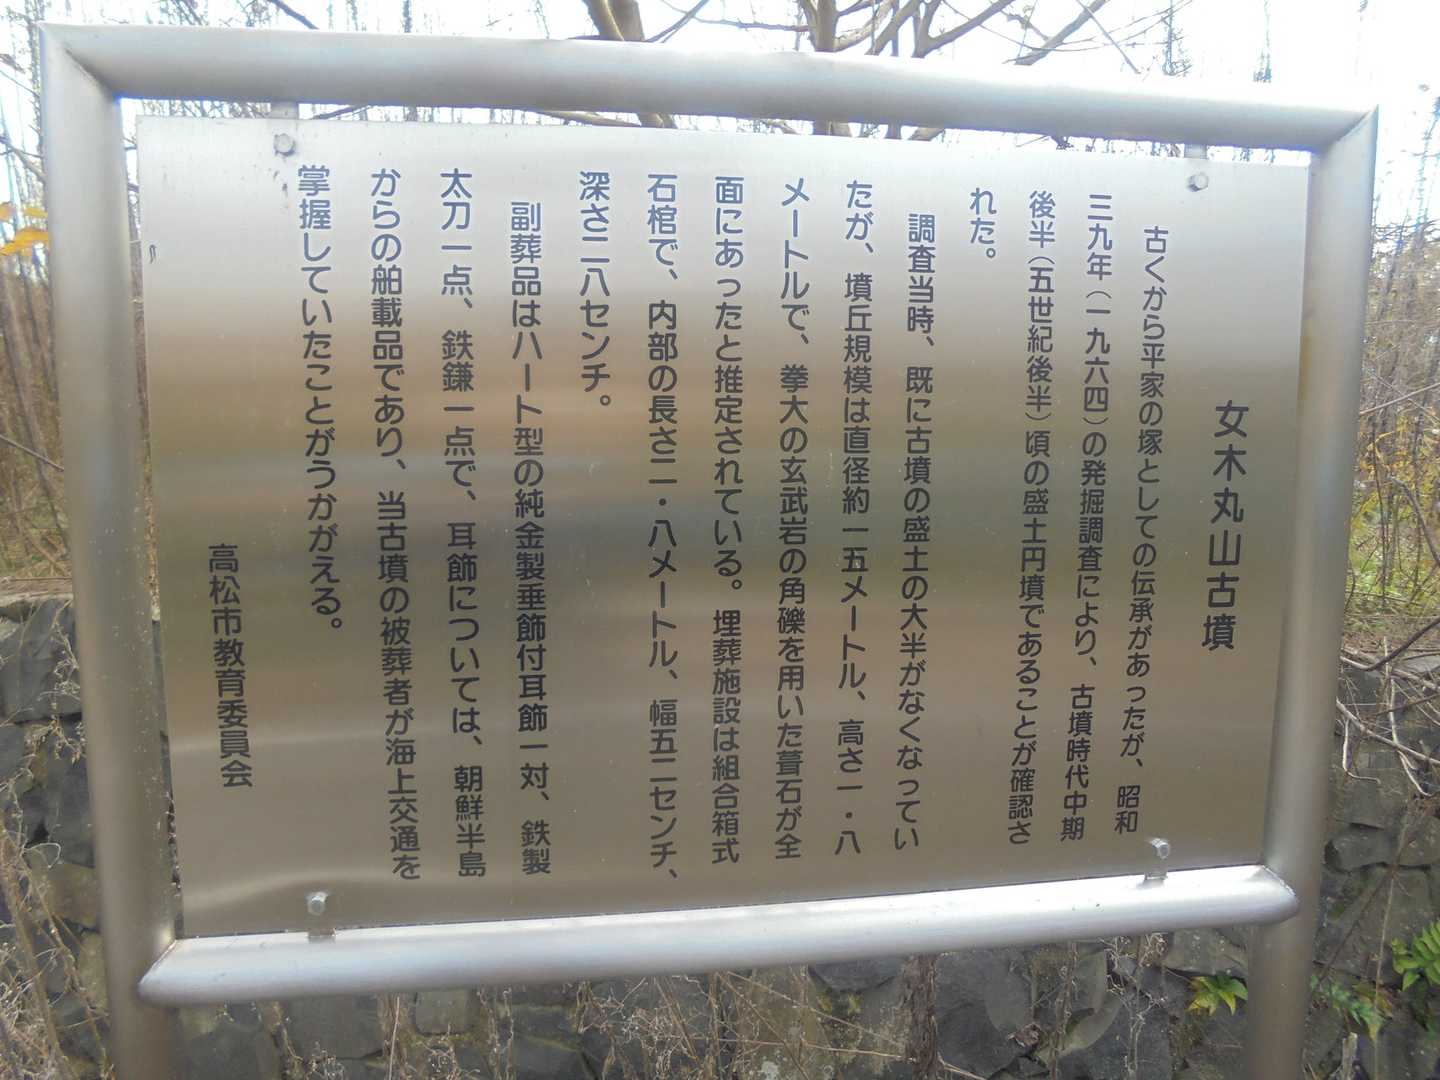 女木丸山古墳
古くから平家の塚としての伝承があったが、昭和
三九年（一九六四）の発掘調査により、古墳時代中期
後半（五世紀後半）頃の盛土円墳であることが確認さ
れた。
調査当時、既に古墳の盛土の大半がなくなってい
たが、墳丘規模は直径約一五メートル、高さ一・八
メートルで、拳大の玄武岩の角礫を用いた葺石が全
面にあったと推定されている。埋葬施設は組合箱式
石棺で、内部の長さ二・八メートル、幅五二センチ、
深さ二八センチ。
副葬品はハート型の純金製垂飾付耳飾一対、鉄製
太刀一点、鉄鎌一点で、耳飾については、朝鮮半島
からの舶載品であり、当古墳の被葬者が海上交通を
掌握していたことがうかがえる。
高松市教育委員会